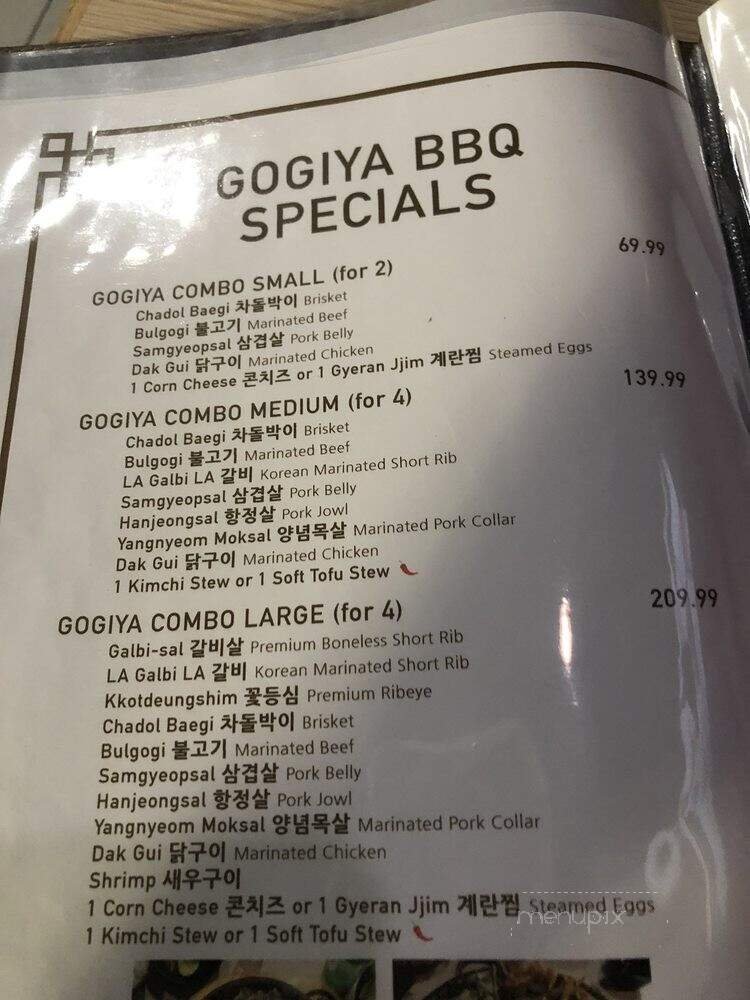 GOGIYA BBQ
SPECIALS
GOGIYA COMBO SMALL (for 2) 69.99
Chadol Baegi 차돌박이 Brisket
Bulgogi 불고기 Marinated Beef
Samgyeopsal 삼겹살 Pork Belly
Dak Gui 닭구이 Marinated Chicken
1 Corn Cheese 콘치즈 or 1 Gyeran Jjim 계란찜 Steamed Eggs
GOGIYA COMBO MEDIUM (for 4) 139.99
Chadol Baegi 차돌박이 Brisket
Bulgogi 불고기 Marinated Beef
LA Galbi LA 갈비 Korean Marinated Short Rib
Samgyeopsal 삼겹살 Pork Belly
Hanjeongsal 항정살 Pork Jowl
Yangnyeom Moksal 양념목살 Marinated Pork Collar
Dak Gui 닭구이 Marinated Chicken
1 Kimchi Stew or 1 Soft Tofu Stew
GOGIYA COMBO LARGE (for 4) 209.99
Galbi-sal 갈비살 Premium Boneless Short Rib
LA Galbi LA 갈비 Korean Marinated Short Rib
Kkotdeungshim 꽃등심 Premium Ribeye
Chadol Baegi 차돌박이 Brisket
Bulgogi 불고기 Marinated Beef
Samgyeopsal 삼겹살 Pork Belly
Hanjeongsal 항정살 Pork Jowl
Yangnyeom Moksal 양념목살 Marinated Pork Collar
Dak Gui 닭구이 Marinated Chicken
Shrimp 새우구이
1 Corn Cheese 콘치즈 or 1 Gyeran Jjim 계란찜 Steamed Eggs
menupix
1 Kimchi Stew or 1 Soft Tofu Stew